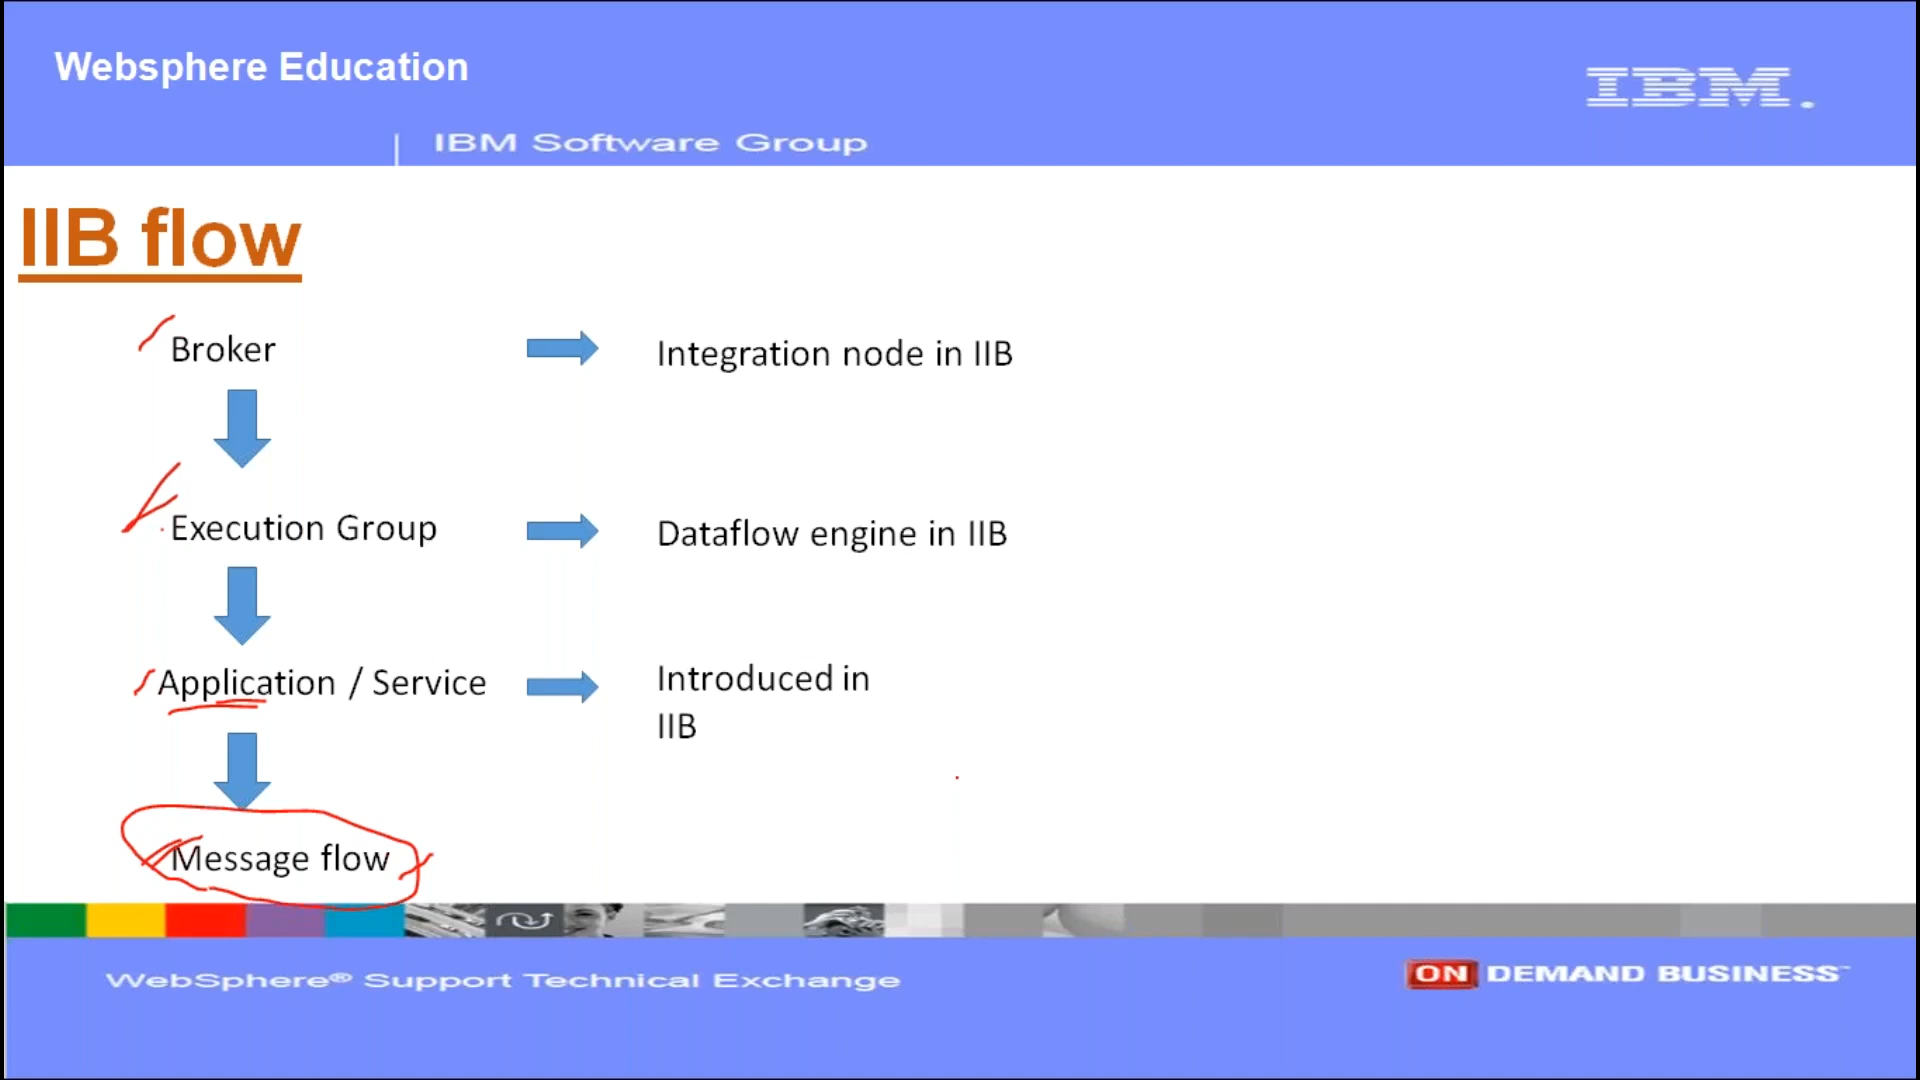 Websphere Education
IBM.
IBM Software Group
IIB flow
Broker
Integration node in IIB
Execution Group
Dataflow engine in IIB
Application / Service
Introduced in
IIB
Message flow
WebSphere® Support Technical Exchange
ON DEMAND BUSINESS™